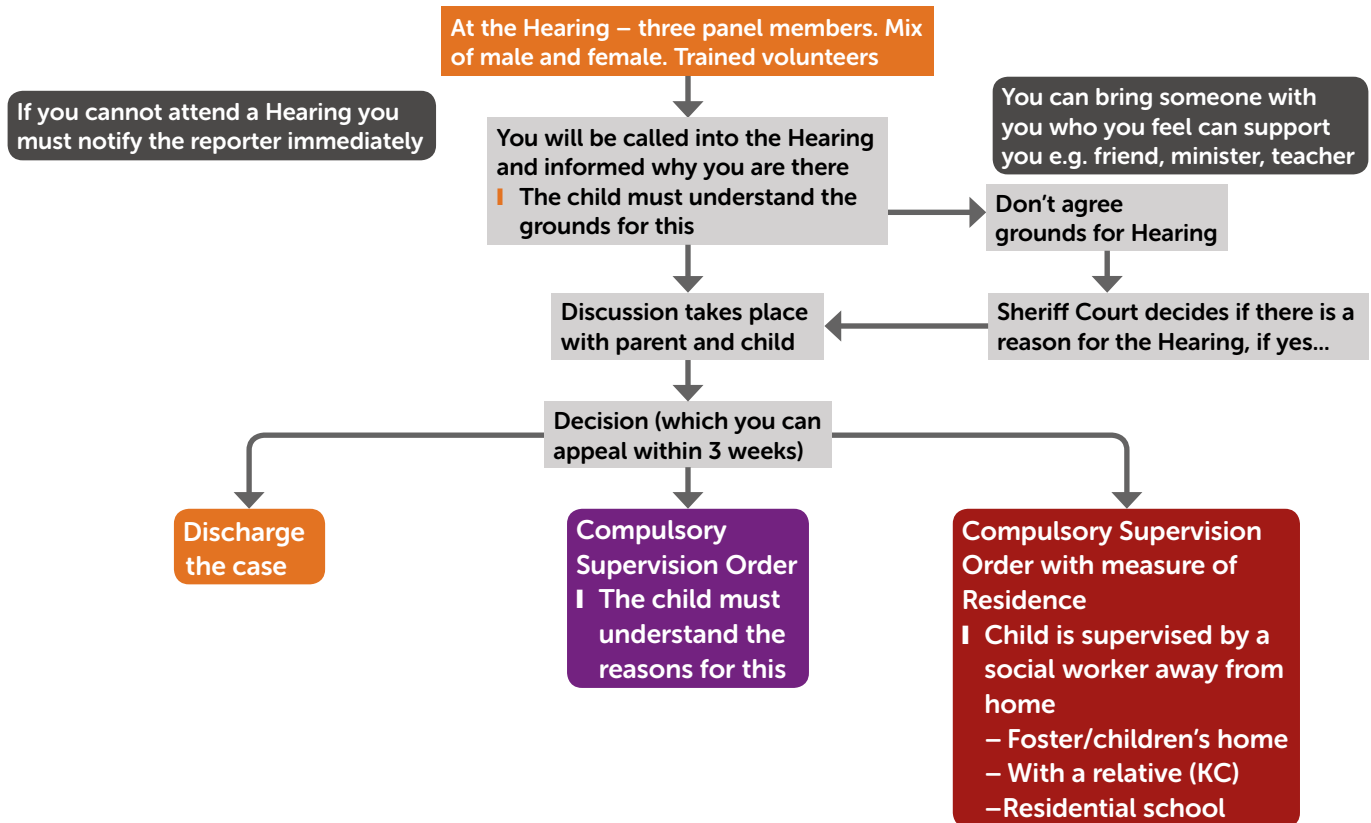 At the Hearing – three panel members. Mix
of male and female. Trained volunteers
If you cannot attend a Hearing you
must notify the reporter immediately
You can bring someone with
you who you feel can support
you e.g. friend, minister, teacher
You will be called into the Hearing
and informed why you are there
The child must understand the
grounds for this
Don't agree
grounds for Hearing
Discussion takes place
with parent and child
Sheriff Court decides if there is a
reason for the Hearing, if yes...
Decision (which you can
appeal within 3 weeks)
Discharge
the case
Compulsory
Supervision Order
The child must
understand the
reasons for this
Compulsory Supervision
Order with measure of
Residence
Child is supervised by a
social worker away from
home
– Foster/children's home
– With a relative (KC)
–Residential school